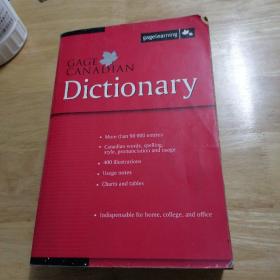 gagelearning
GAGE
CANADIAN
Dictionary
• More than 90 000 entries
• Canadian words, spelling,
style, pronunciation and usage
• 400 illustrations
• Usage notes
• Charts and tables
• Indispensable for home, college, and office